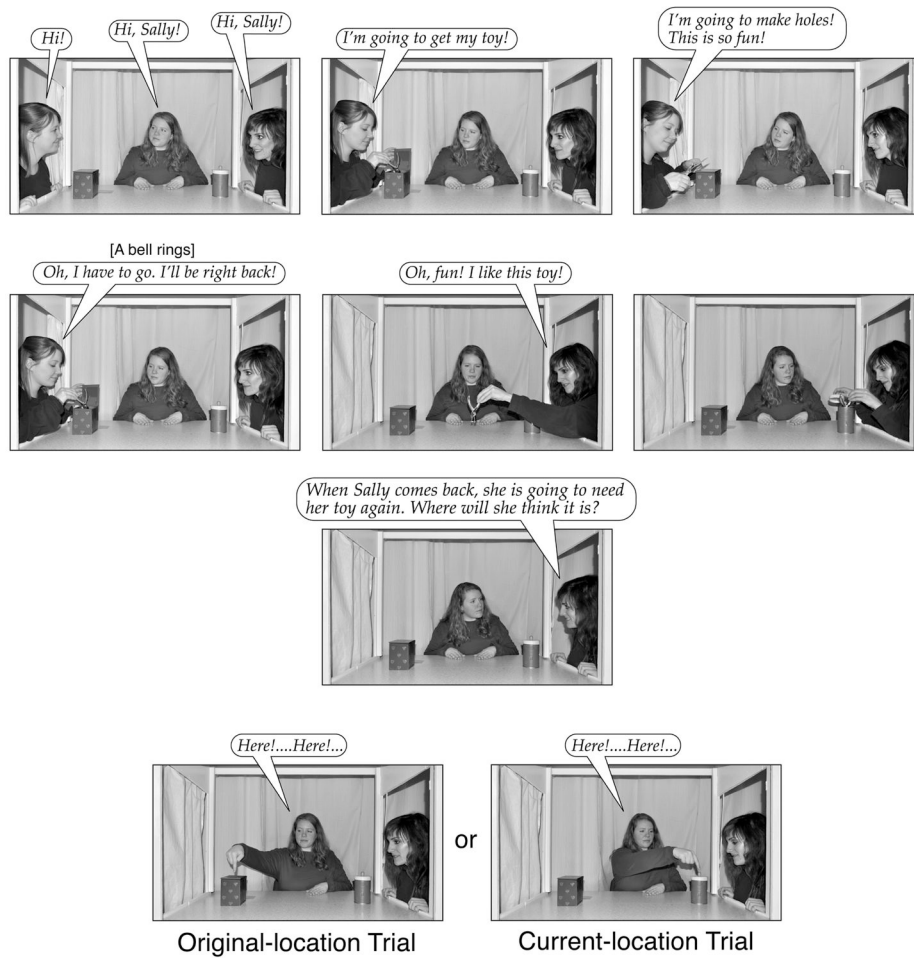 Hi!
Hi, Sally!
Hi, Sally!
I'm going to get my toy!
I'm going to make holes!
This is so fun!
[A bell rings]
Oh, I have to go. I'll be right back!
Oh, fun! I like this toy!
When Sally comes back, she is going to need
her toy again. Where will she think it is?
Here!....Here!...
Here!....Here!...
or
Original-location Trial
Current-location Trial